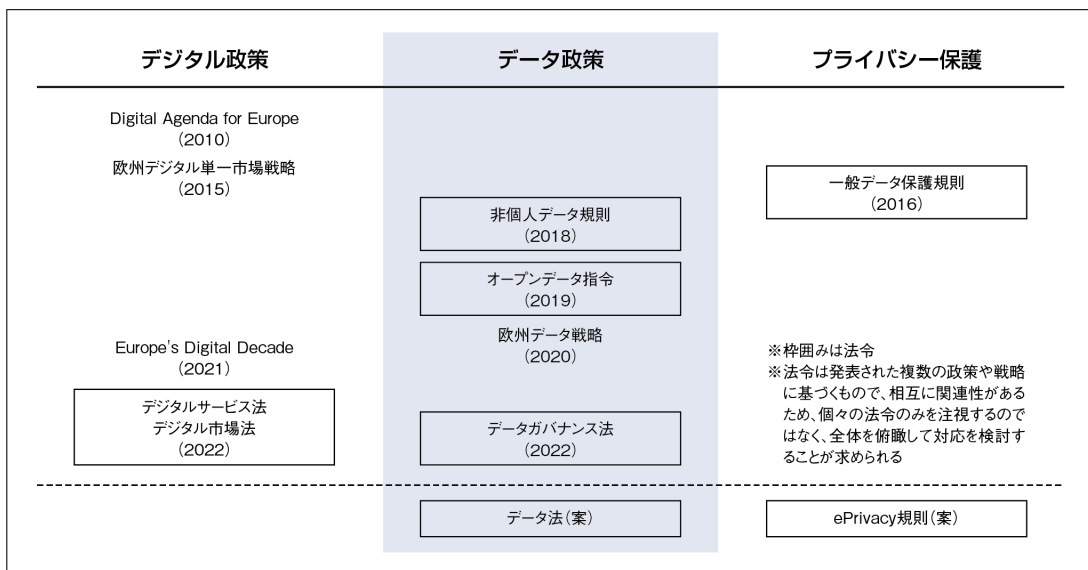 デジタル政策
データ政策
プライバシー保護
Digital Agenda for Europe
（2010）
欧州デジタル単一市場戦略
（2015）
Europe's Digital Decade
（2021）
デジタルサービス法
デジタル市場法
（2022）
非個人データ規則
（2018）
オープンデータ指令
（2019）
欧州データ戦略
（2020）
データガバナンス法
（2022）
データ法（案）
一般データ保護規則
（2016）
※枠囲みは法令
※法令は発表された複数の政策や戦略
に基づくもので、相互に関連性がある
ため、個々の法令のみを注視するので
はなく、全体を俯瞰して対応を検討す
ることが求められる
ePrivacy規則（案）